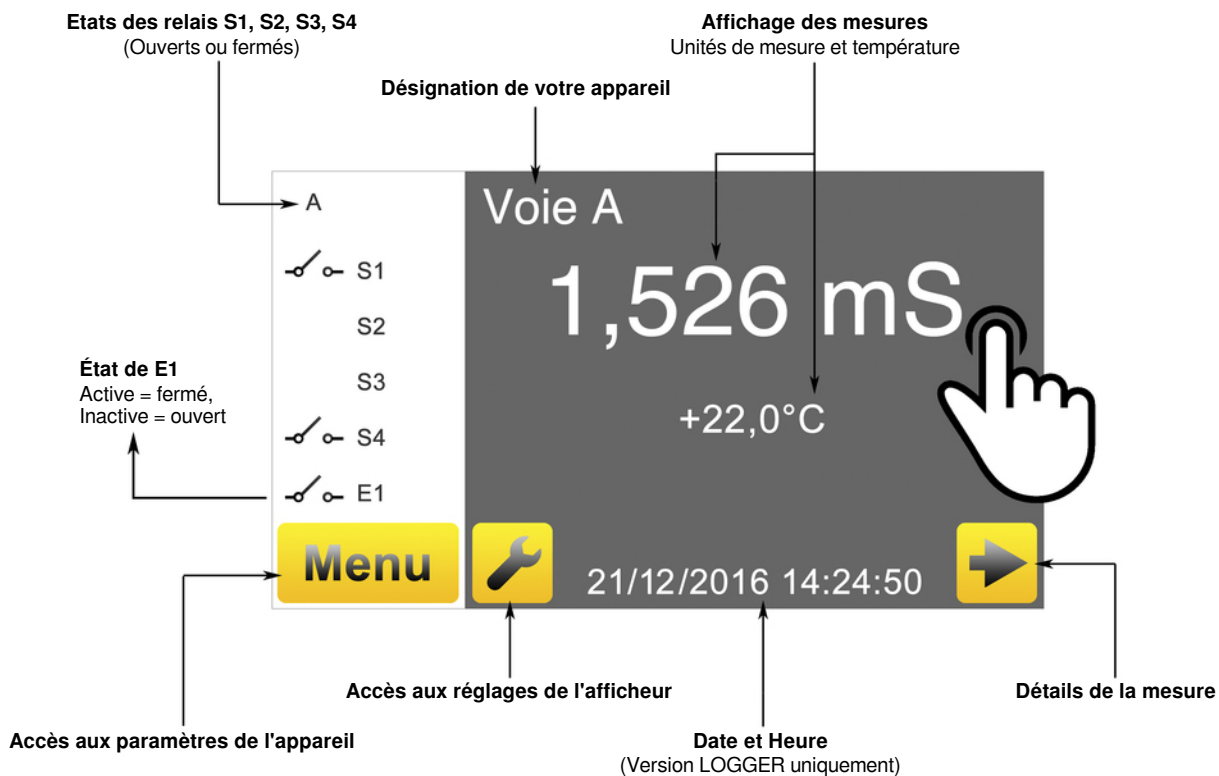 Etats des relais S1, S2, S3, S4
(Ouverts ou fermés)
Affichage des mesures
Unités de mesure et température
Désignation de votre appareil
A
Voie A
S1
1,526 mS
S2
État de E1
Active = fermé,
Inactive = ouvert
S3
+22,0°C
S4
E1
Menu
21/12/2016 14:24:50
Accès aux réglages de l'afficheur
Détails de la mesure
Accès aux paramètres de l'appareil
Date et Heure
(Version LOGGER uniquement)